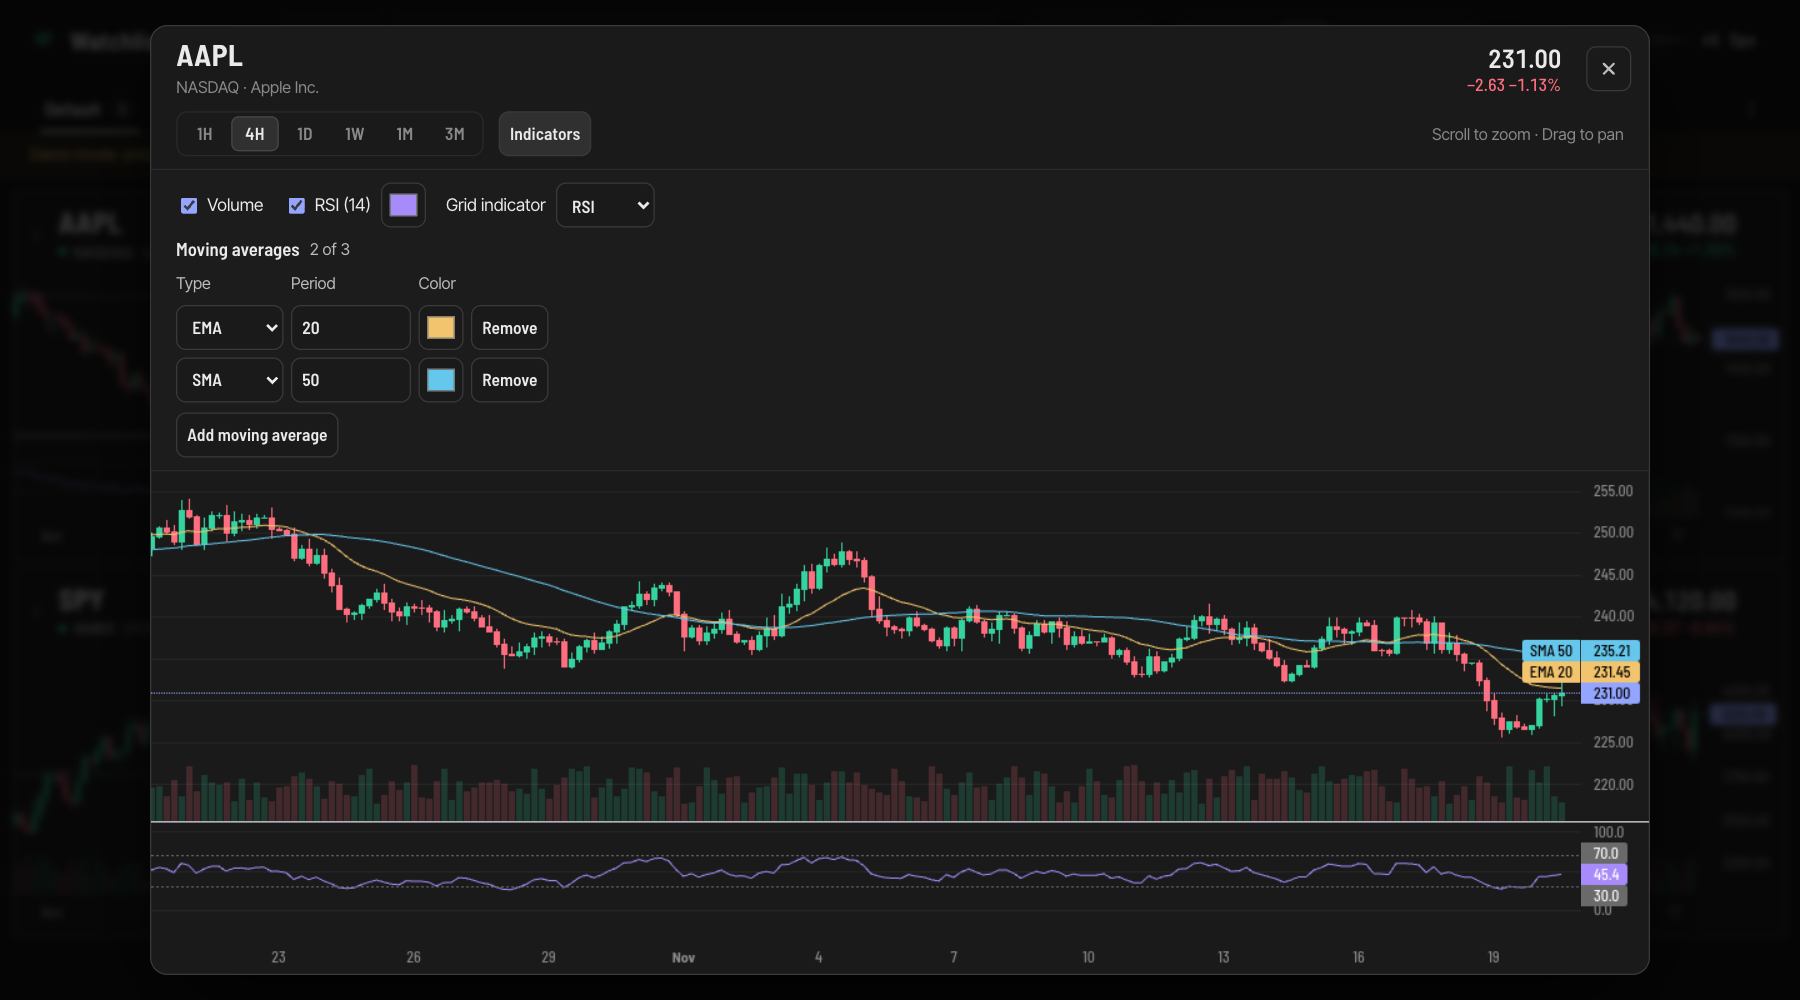 AAPL
NASDAQ · Apple Inc.
231.00
−2.63 −1.13%
1H 4H 1D 1W 1M 3M Indicators
Scroll to zoom · Drag to pan
Volume RSI (14) Grid indicator RSI
Moving averages 2 of 3
Type Period Color
EMA 20 Remove
SMA 50 Remove
Add moving average
255.00
250.00
245.00
240.00
SMA 50 235.21
EMA 20 231.45
231.00
225.00
220.00
100.0
70.0
45.4
30.0
0.0
23 26 29 Nov 4 7 10 13 16 19
AAPL
SPY